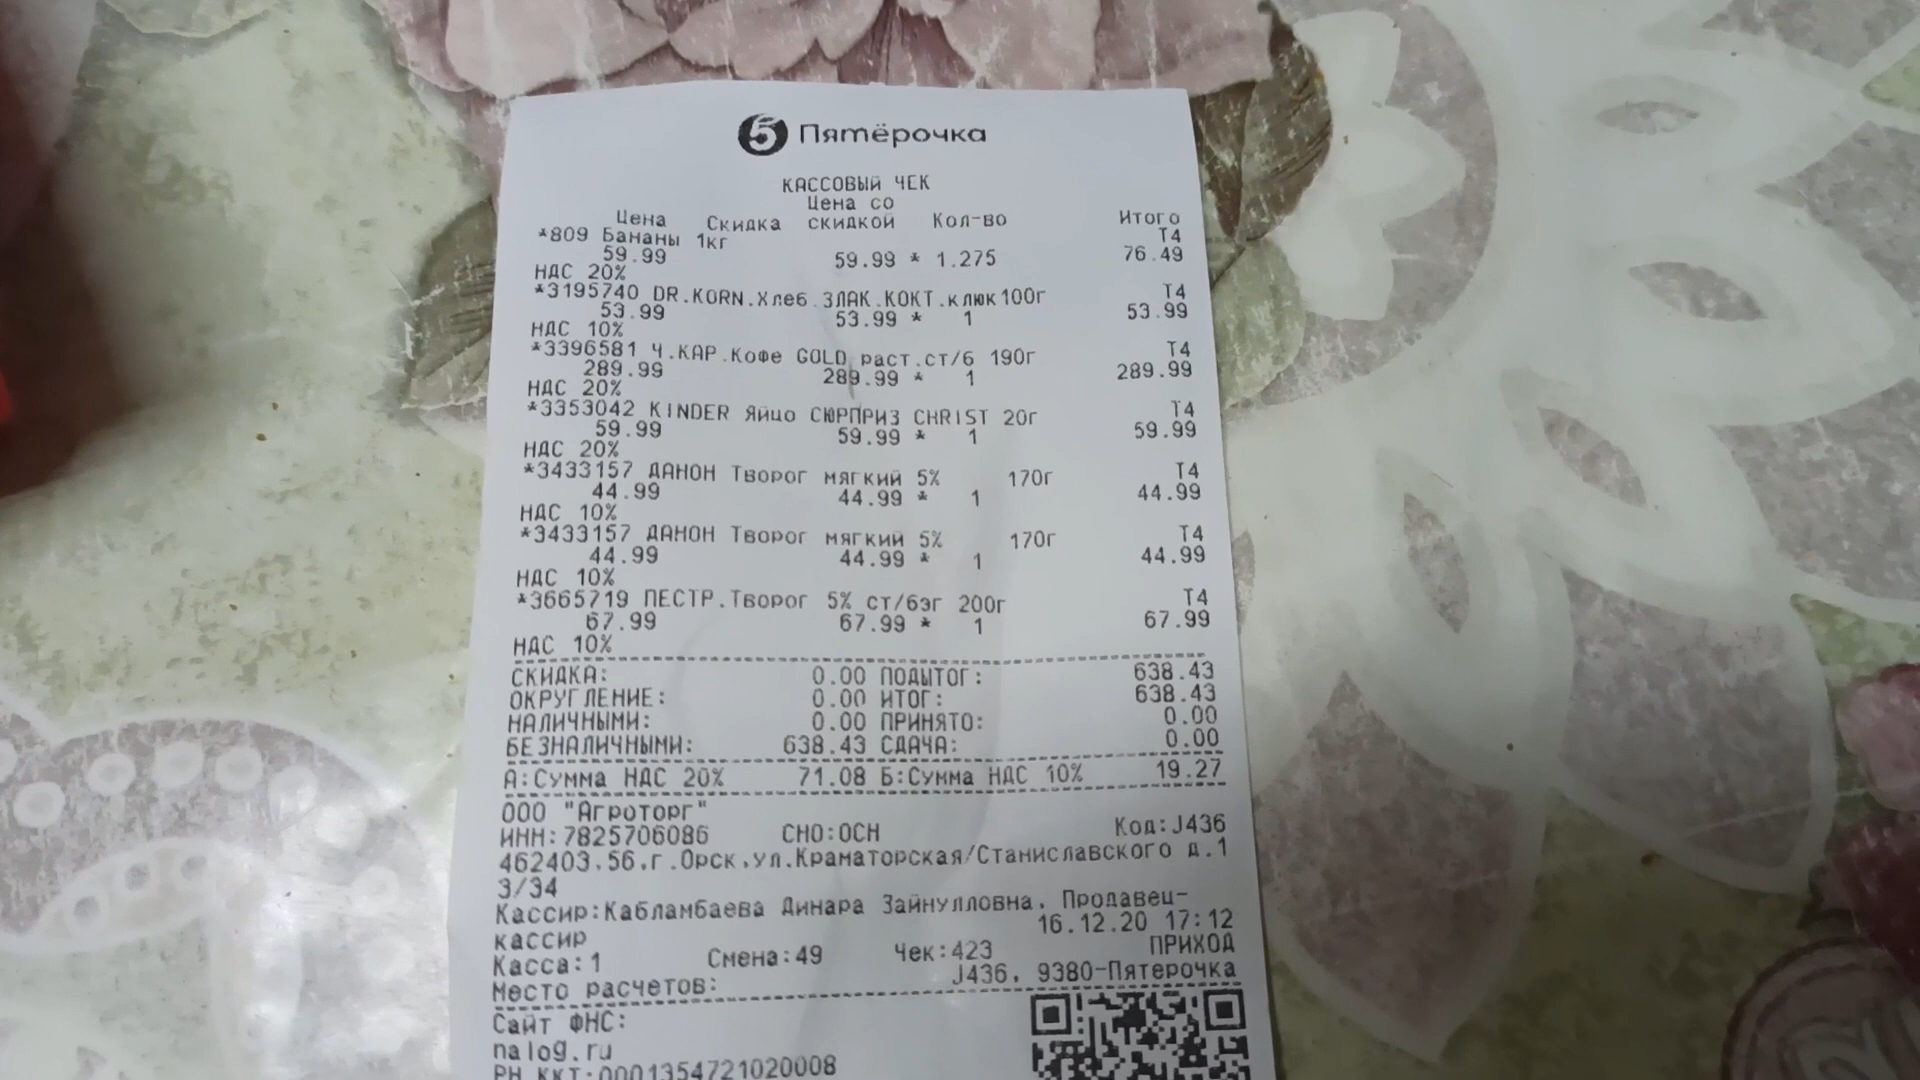 5 Пятёрочка
КАССОВЫЙ ЧЕК
Цена Скидка Цена со скидкой Кол-во Итого
*809 Бананы 1кг Т4
59.99 59.99 * 1.275 76.49
НДС 20%
*3195740 DR.KORN.Хлеб.ЗЛАК.КОКТ.клюк100г Т4
53.99 53.99 * 1 53.99
НДС 10%
*3396581 Ч.КАР.Кофе GOLD раст.ст/б 190г Т4
289.99 289.99 * 1 289.99
НДС 20%
*3353042 KINDER Яйцо СЮРПРИЗ CHRIST 20г Т4
59.99 59.99 * 1 59.99
НДС 20%
*3433157 ДАНОН Творог мягкий 5% 170г Т4
44.99 44.99 * 1 44.99
НДС 10%
*3433157 ДАНОН Творог мягкий 5% 170г Т4
44.99 44.99 * 1 44.99
НДС 10%
*3665719 ПЕСТР.Творог 5% ст/бэг 200г Т4
67.99 67.99 * 1 67.99
НДС 10%
СКИДКА: 0.00 ПОДЫТОГ: 638.43
ОКРУГЛЕНИЕ: 0.00 ИТОГ: 638.43
НАЛИЧНЫМИ: 0.00 ПРИНЯТО: 0.00
БЕЗНАЛИЧНЫМИ: 638.43 СДАЧА: 0.00
А:Сумма НДС 20% 71.08 Б:Сумма НДС 10% 19.27
ООО "Агроторг"
ИНН:7825706086 СНО:ОСН Код:J436
462403,56,г.Орск,ул.Краматорская/Станиславского д.1
3/34
Кассир:Кабламбаева Динара Зайнулловна, Продавец-
кассир 16.12.20 17:12
Касса:1 Смена:49 Чек:423 ПРИХОД
Место расчетов: J436, 9380-Пятерочка
Сайт ФНС:
nalog.ru
РН ККТ:0001354721020008